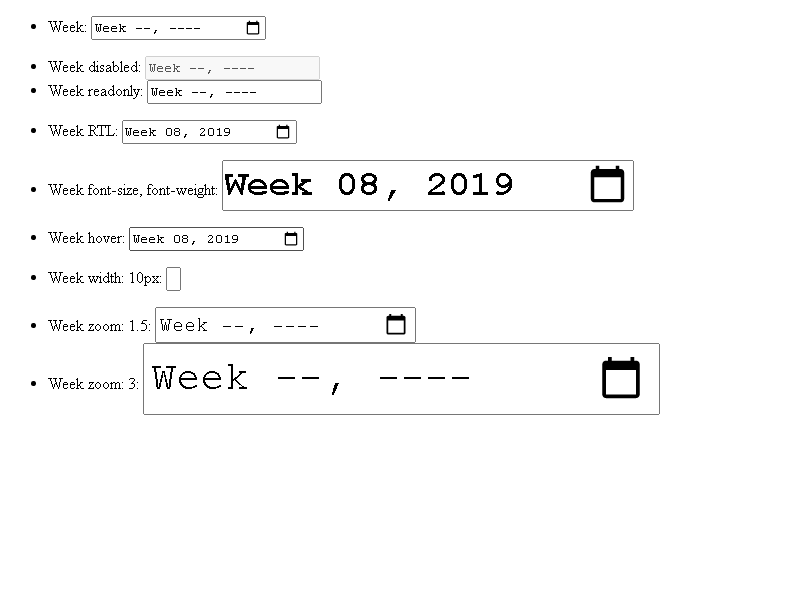 Week: Week --, ----
Week disabled: Week --, ----
Week readonly: Week --, ----
Week RTL: Week 08, 2019
Week font-size, font-weight: Week 08, 2019
Week hover: Week 08, 2019
Week width: 10px:
Week zoom: 1.5: Week --, ----
Week zoom: 3: Week --, ----